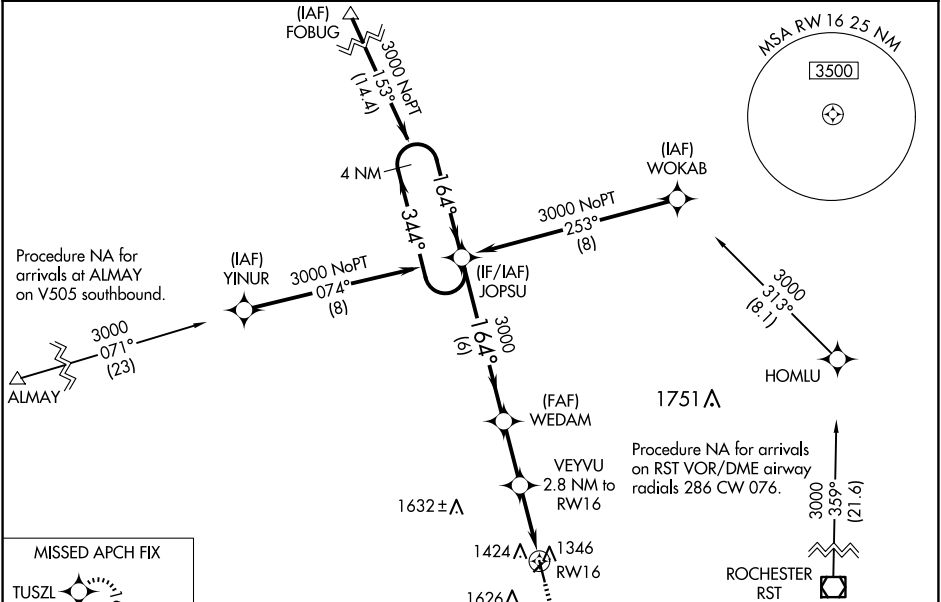 (IAF)
FOBUG
3000 NoPT
153°
(14.4)
MSA RW 16 25 NM
3500
4 NM
164°
344°
(IAF)
WOKAB
3000 NoPT
253°
(8)
Procedure NA for
arrivals at ALMAY
on V505 southbound.
(IAF)
YINUR
3000 NoPT
074°
(8)
(IF/IAF)
JOPSU
3000
313°
(8.1)
3000
071°
(23)
ALMAY
3000
164°
(6)
HOMLU
(FAF)
WEDAM
1751
Procedure NA for arrivals
on RST VOR/DME airway
radials 286 CW 076.
VEYVU
2.8 NM to
RW16
1632±
3000
359°
(21.6)
MISSED APCH FIX
TUSZL
1424
1346
RW16
ROCHESTER
RST
1626